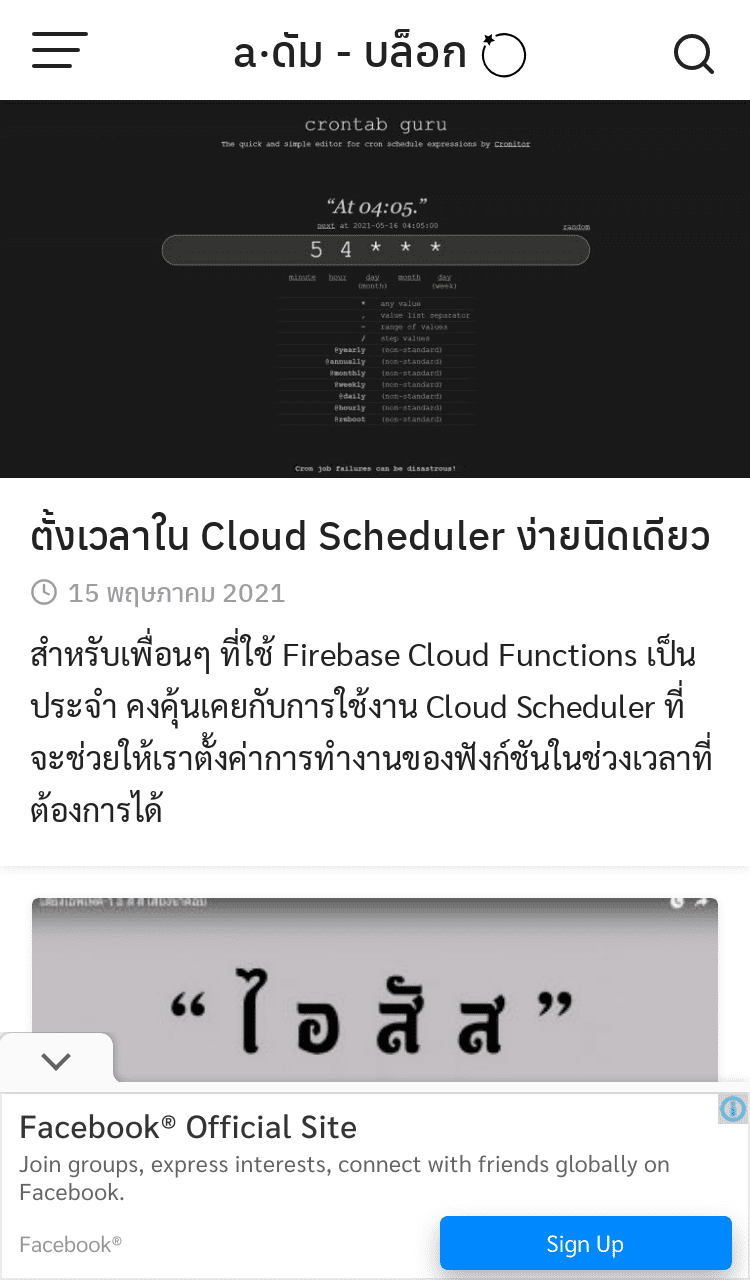 a·ดัม - บล็อก
crontab guru
The quick and simple editor for cron schedule expressions by Cronitor
“At 04:05.”
next at 2021-05-16 04:05:00
random
5 4 * * *
minute hour day (month) month day (week)
* any value
, value list separator
- range of values
/ step values
@yearly (non-standard)
@annually (non-standard)
@monthly (non-standard)
@weekly (non-standard)
@daily (non-standard)
@hourly (non-standard)
@reboot (non-standard)
Cron job failures can be disastrous!
ตั้งเวลาใน Cloud Scheduler ง่ายนิดเดียว
15 พฤษภาคม 2021
สำหรับเพื่อนๆ ที่ใช้ Firebase Cloud Functions เป็น
ประจำ คงคุ้นเคยกับการใช้งาน Cloud Scheduler ที่
จะช่วยให้เราตั้งค่าการทำงานของฟังก์ชันในช่วงเวลาที่
ต้องการได้
“ ไ อ สั ส ”
Facebook® Official Site
Join groups, express interests, connect with friends globally on
Facebook.
Facebook®
Sign Up